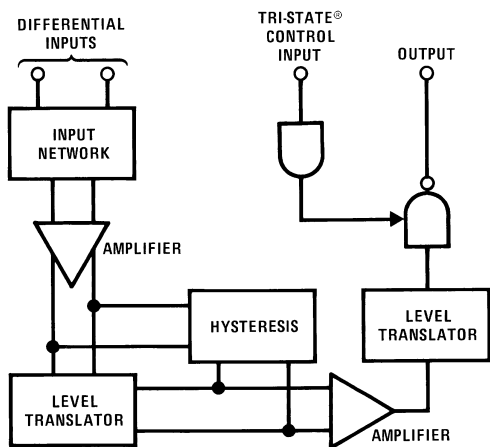 DIFFERENTIAL
INPUTS
TRI-STATE®
CONTROL
INPUT
OUTPUT
INPUT
NETWORK
AMPLIFIER
HYSTERESIS
LEVEL
TRANSLATOR
LEVEL
TRANSLATOR
AMPLIFIER